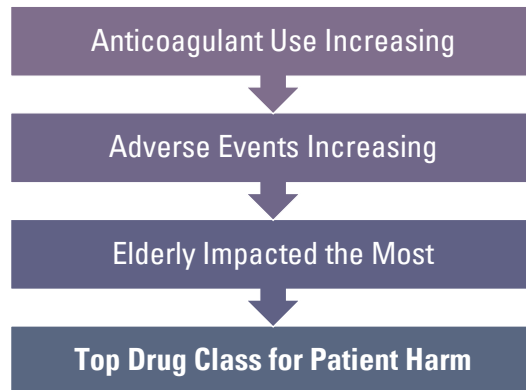 Anticoagulant Use Increasing
Adverse Events Increasing
Elderly Impacted the Most
Top Drug Class for Patient Harm